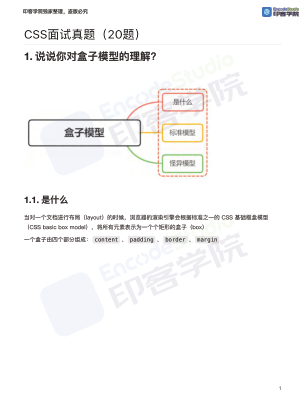 印客学院独家整理，盗版必究
EncodeStudio
印客学院
CSS面试真题（20题）
1. 说说你对盒子模型的理解?
EncodeStudio
印客学院
盒子模型
是什么
标准模型
怪异模型
1.1. 是什么
当对一个文档进行布局（layout）的时候，浏览器的渲染引擎会根据标准之一的 CSS 基础框盒模型
（CSS basic box model），将所有元素表示为一个个矩形的盒子（box）
一个盒子由四个部分组成： content 、 padding 、 border 、 margin
EncodeStudio
印客学院
1